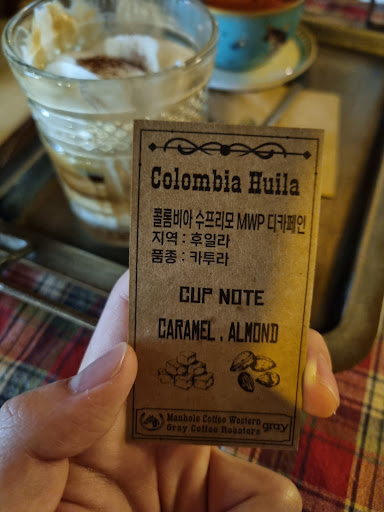 Colombia Huila
콜롬비아 수프리모 MWP 디카페인
지역 : 후일라
품종 : 카투라
CUP NOTE
CARAMEL . ALMOND
Manhole Coffee Western
Gray Coffee Roasters gray